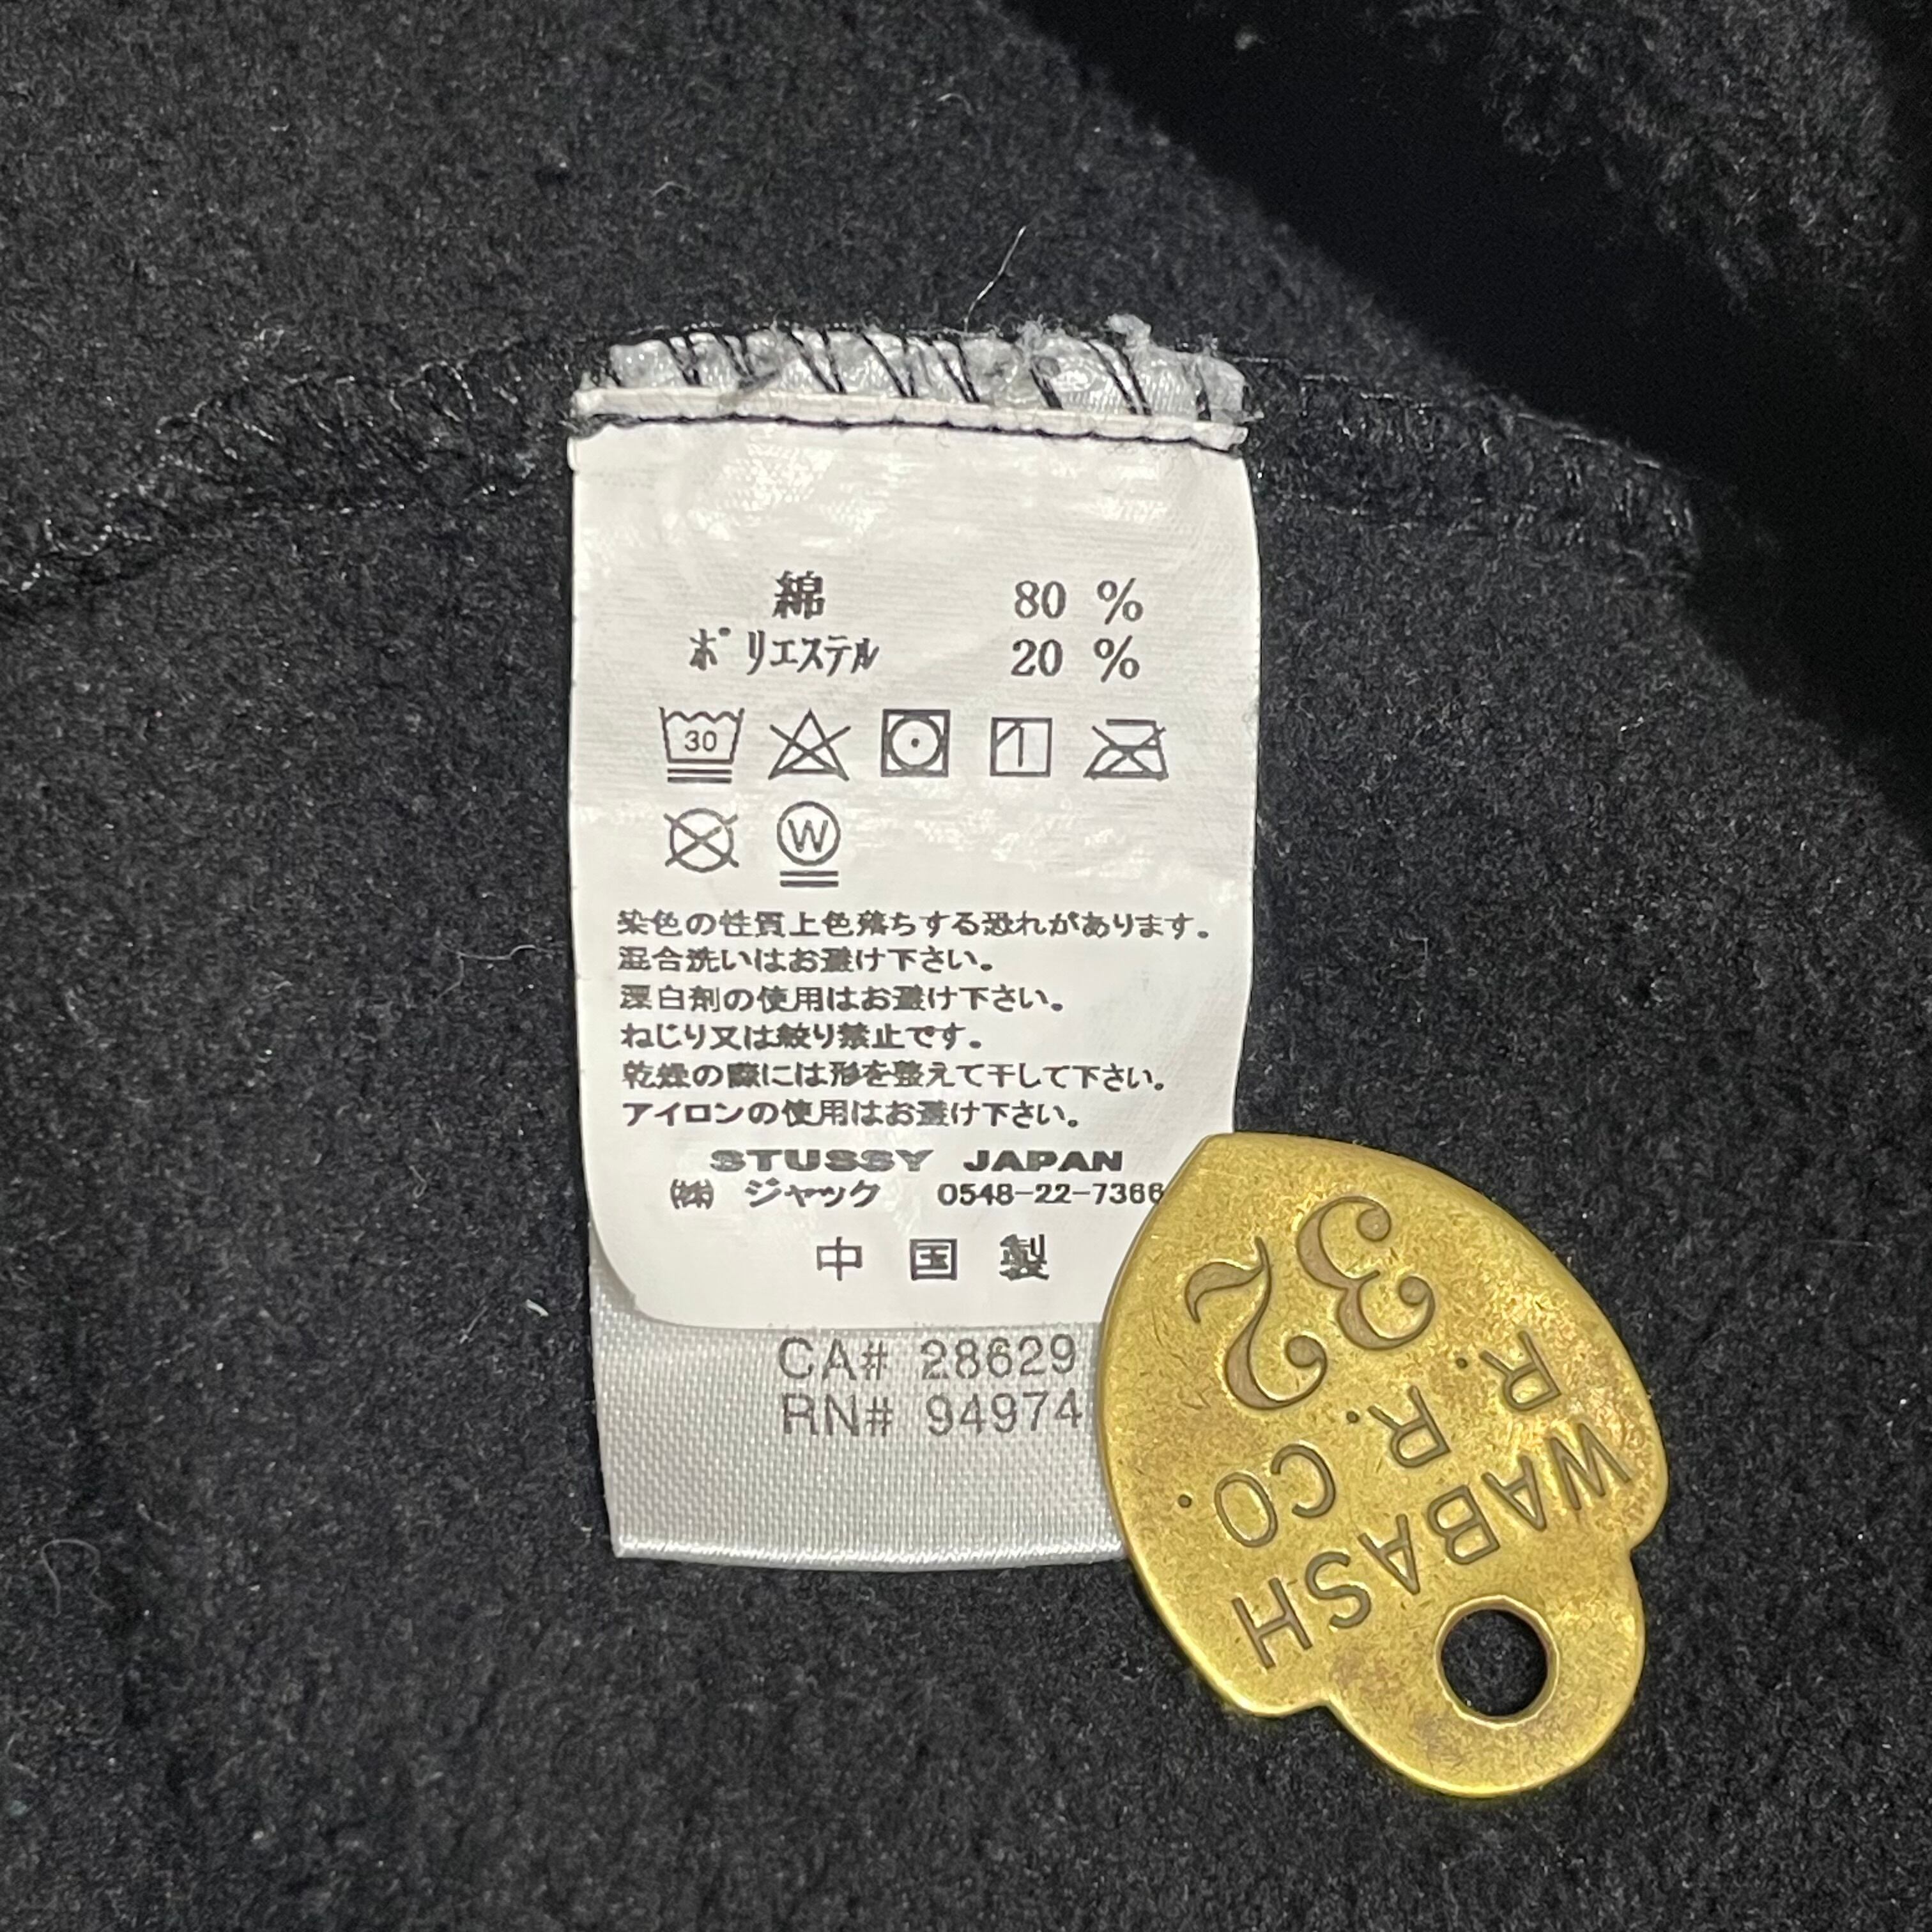 綿 80 %
ポリエステル 20 %
30
W
染色の性質上色落ちする恐れがあります。
混合洗いはお避け下さい。
漂白剤の使用はお避け下さい。
ねじり又は絞り禁止です。
乾燥の際には形を整えて干して下さい。
アイロンの使用はお避け下さい。
STUSSY JAPAN
㈱ ジャック 0548-22-7366
中国製
CA# 28629
RN# 94974
WABASH
R. R. CO.
32